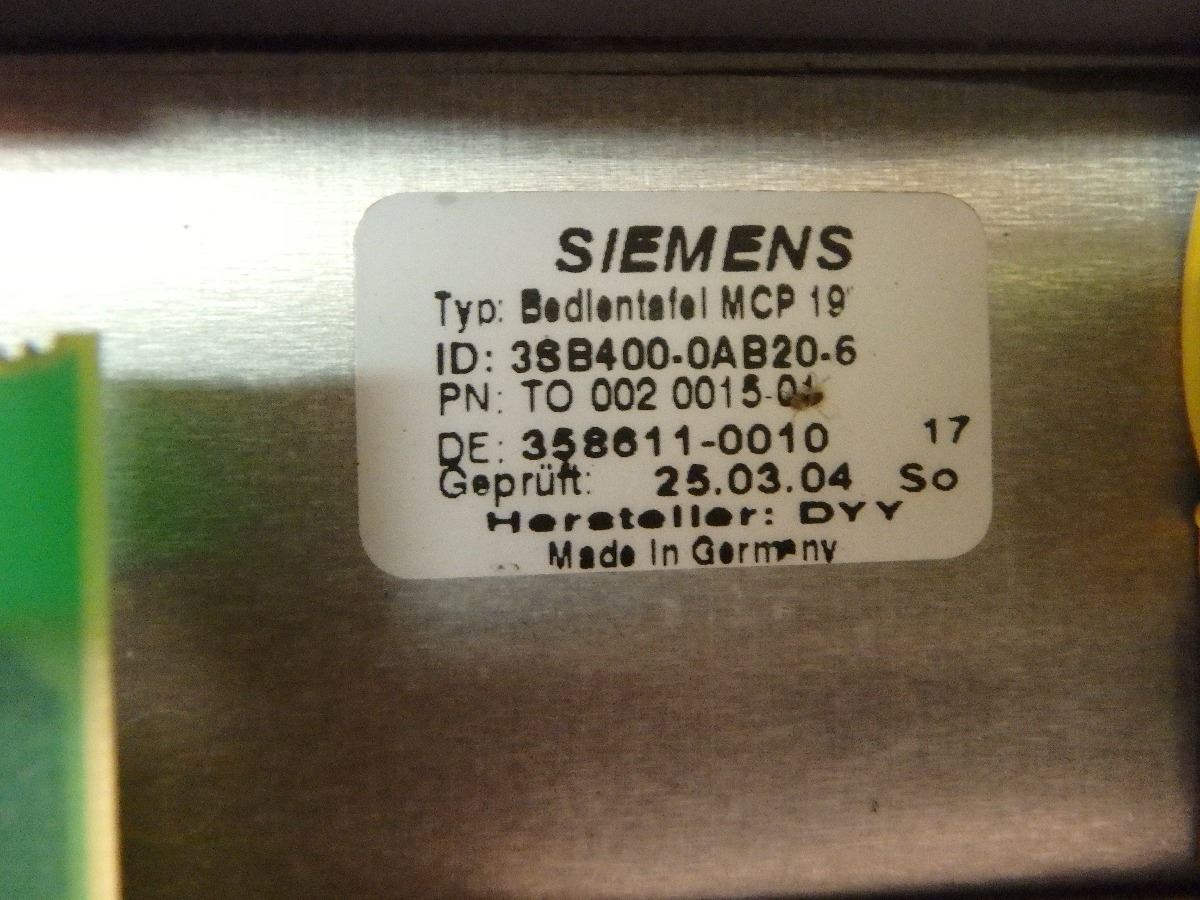 SIEMENS
Typ: Bedientafel MCP 19"
ID: 3SB400-0AB20-6
PN: TO 002 0015-01
DE: 358611-0010 17
Geprüft: 25.03.04 So
Hersteller: DYY
Made in Germany